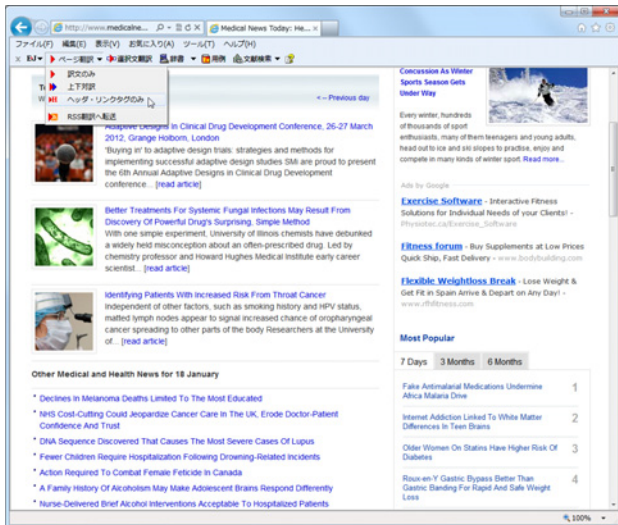 http://www.medicalne...
Medical News Today: He...
ファイル(F) 編集(E) 表示(V) お気に入り(A) ツール(T) ヘルプ(H)
× EJ ページ翻訳 選択文翻訳 辞書 用例 文献検索
訳文のみ
上下対訳
ヘッダ・リンクタグのみ
RSS翻訳へ転送
<-- Previous day
Adaptive Designs in Clinical Drug Development Conference, 26-27 March
2012, Grange Holborn, London
'Buying in' to adaptive design trials: strategies and methods for
implementing successful adaptive design studies SMi are proud to present
the 6th Annual Adaptive Designs in Clinical Drug Development
conference... [read article]
Better Treatments For Systemic Fungal Infections May Result From
Discovery Of Powerful Drug's Surprising, Simple Method
With one simple experiment, University of Illinois chemists have debunked
a widely held misconception about an often-prescribed drug. Led by
chemistry professor and Howard Hughes Medical Institute early career
scientist... [read article]
Identifying Patients With Increased Risk From Throat Cancer
Independent of other factors, such as smoking history and HPV status,
matted lymph nodes appear to signal increased chance of oropharyngeal
cancer spreading to other parts of the body Researchers at the University
of... [read article]
Other Medical and Health News for 18 January
Declines In Melanoma Deaths Limited To The Most Educated
NHS Cost-Cutting Could Jeopardize Cancer Care In The UK, Erode Doctor-Patient
Confidence And Trust
DNA Sequence Discovered That Causes The Most Severe Cases Of Lupus
Fewer Children Require Hospitalization Following Drowning-Related Incidents
Action Required To Combat Female Feticide In Canada
A Family History Of Alcoholism May Make Adolescent Brains Respond Differently
Nurse-Delivered Brief Alcohol Interventions Acceptable To Hospitalized Patients
Concussion As Winter
Sports Season Gets
Under Way
Every winter, hundreds
of thousands of sport
enthusiasts, many of them teenagers and young adults,
head out to ice and ski slopes to practise, enjoy and
compete in many kinds of winter sport. Read more...
Ads by Google
Exercise Software - Interactive Fitness
Solutions for Individual Needs of your Clients! -
Physiotec.ca/Exercise_Software
Fitness forum - Buy Supplements at Low Prices
Quick Ship, Fast Delivery - www.bodybuilding.com
Flexible Weightloss Break - Lose Weight &
Get Fit in Spain Arrive & Depart on Any Day! -
www.rfhfitness.com
Most Popular
7 Days 3 Months 6 Months
Fake Antimalarial Medications Undermine 1
Africa Malaria Drive
Internet Addiction Linked To White Matter 2
Differences In Teen Brains
Older Women On Statins Have Higher Risk Of 3
Diabetes
Roux-en-Y Gastric Bypass Better Than 4
Gastric Banding For Rapid And Safe Weight
Loss
100%